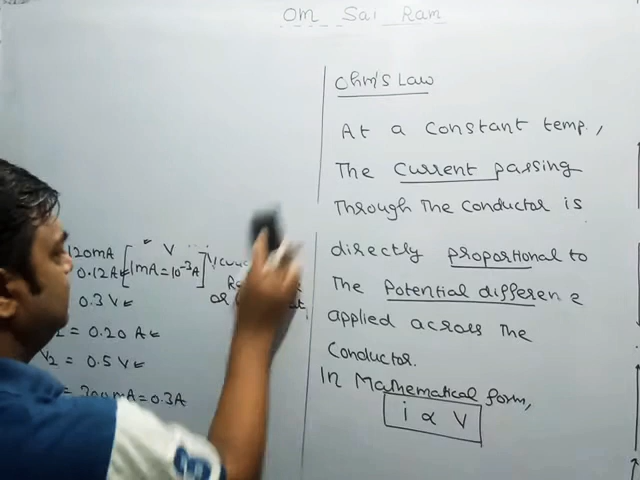 OM Sai Ram
Ohm's Law
At a constant temp.,
The current passing
Through The conductor is
directly proportional to
The Potential difference
applied across The
Conductor.
In Mathematical form,
i ∝ V
120mA
V
0.12A [1mA = 10⁻³A]
0.3 V
= 0.20 A
V₂ = 0.5 V
= 300mA = 0.3A
or